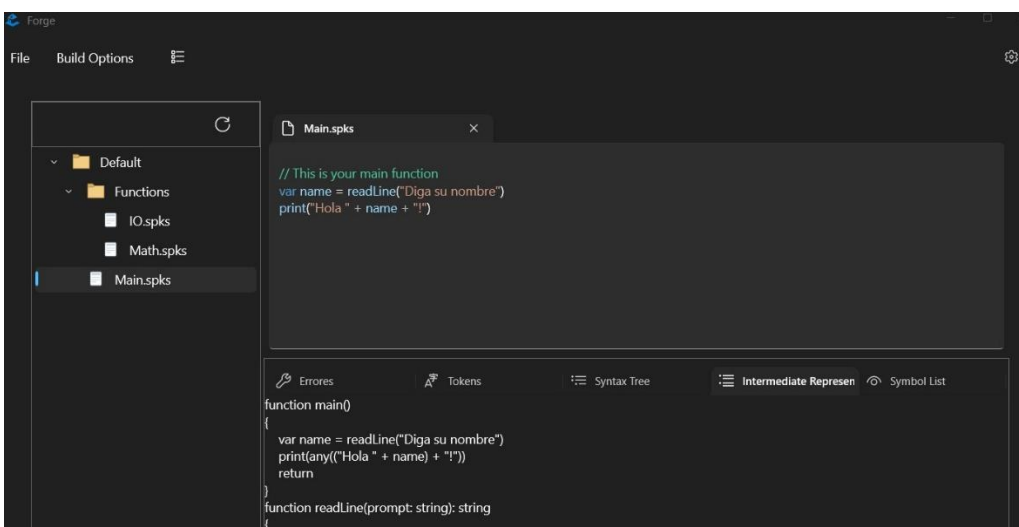 Forge
File Build Options
Main.spks
Default
Functions
IO.spks
Math.spks
Main.spks
// This is your main function
var name = readLine("Diga su nombre")
print("Hola " + name + "!")
Errores Tokens Syntax Tree Intermediate Represen Symbol List
function main()
{
var name = readLine("Diga su nombre")
print(any(("Hola " + name) + "!"))
return
}
function readLine(prompt: string): string
{